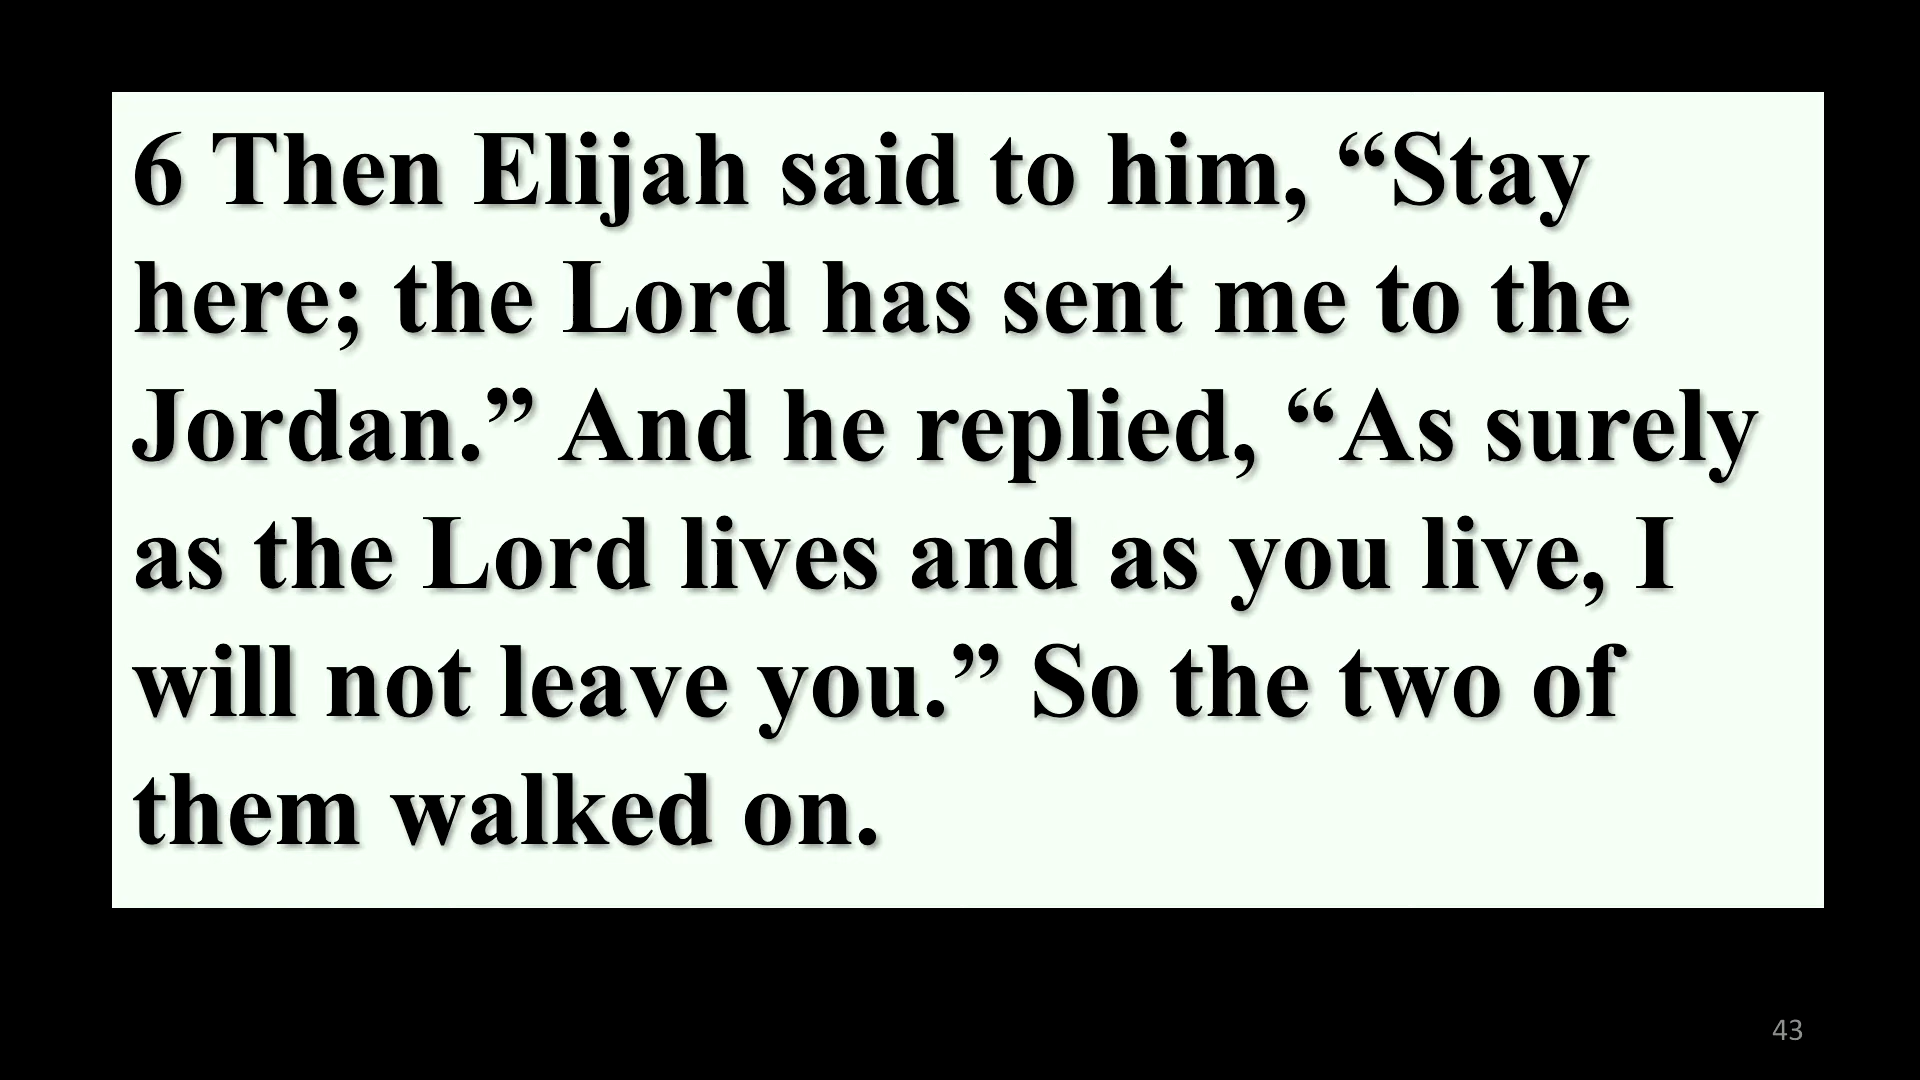 6 Then Elijah said to him, “Stay
here; the Lord has sent me to the
Jordan.” And he replied, “As surely
as the Lord lives and as you live, I
will not leave you.” So the two of
them walked on.
43